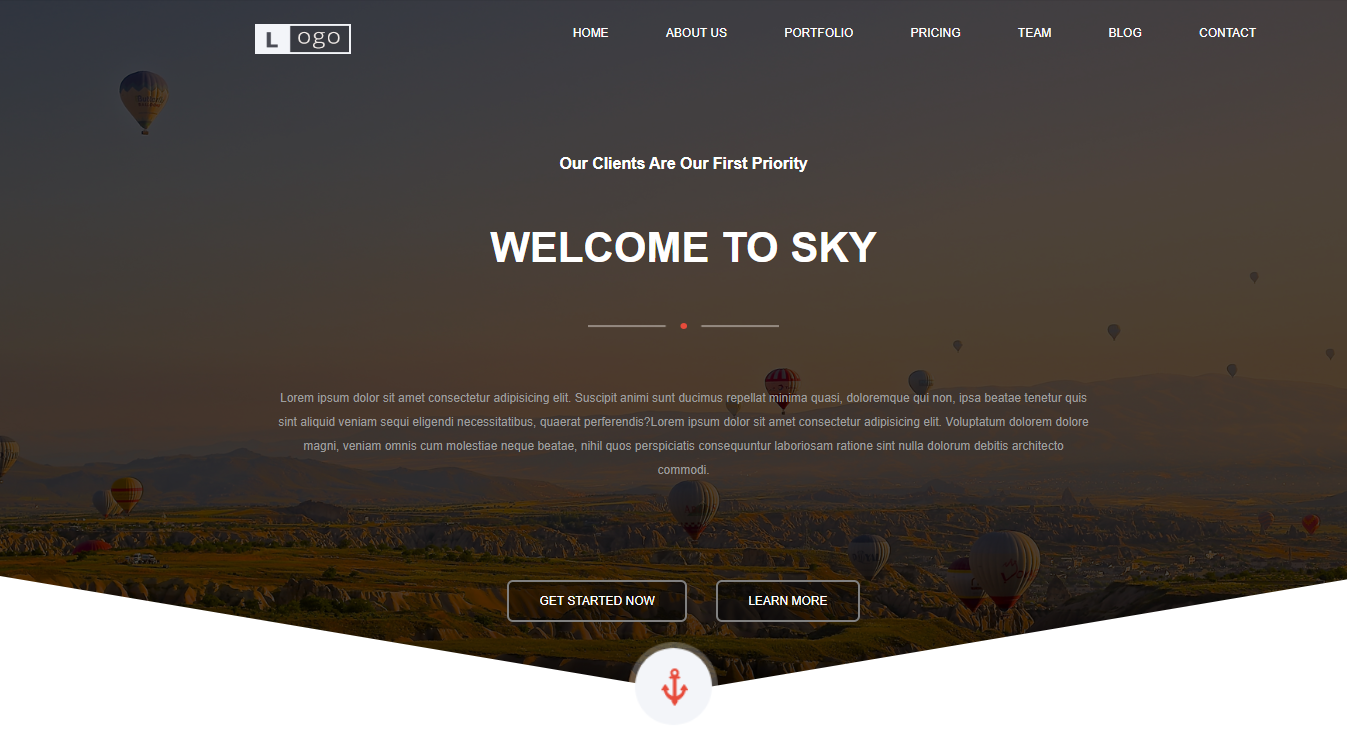 L ogo
HOME ABOUT US PORTFOLIO PRICING TEAM BLOG CONTACT
Our Clients Are Our First Priority
WELCOME TO SKY
Lorem ipsum dolor sit amet consectetur adipisicing elit. Suscipit animi sunt ducimus repellat minima quasi, doloremque qui non, ipsa beatae tenetur quis
sint aliquid veniam sequi eligendi necessitatibus, quaerat perferendis?Lorem ipsum dolor sit amet consectetur adipisicing elit. Voluptatum dolorem dolore
magni, veniam omnis cum molestiae neque beatae, nihil quos perspiciatis consequuntur laboriosam ratione sint nulla dolorum debitis architecto
commodi.
GET STARTED NOW LEARN MORE